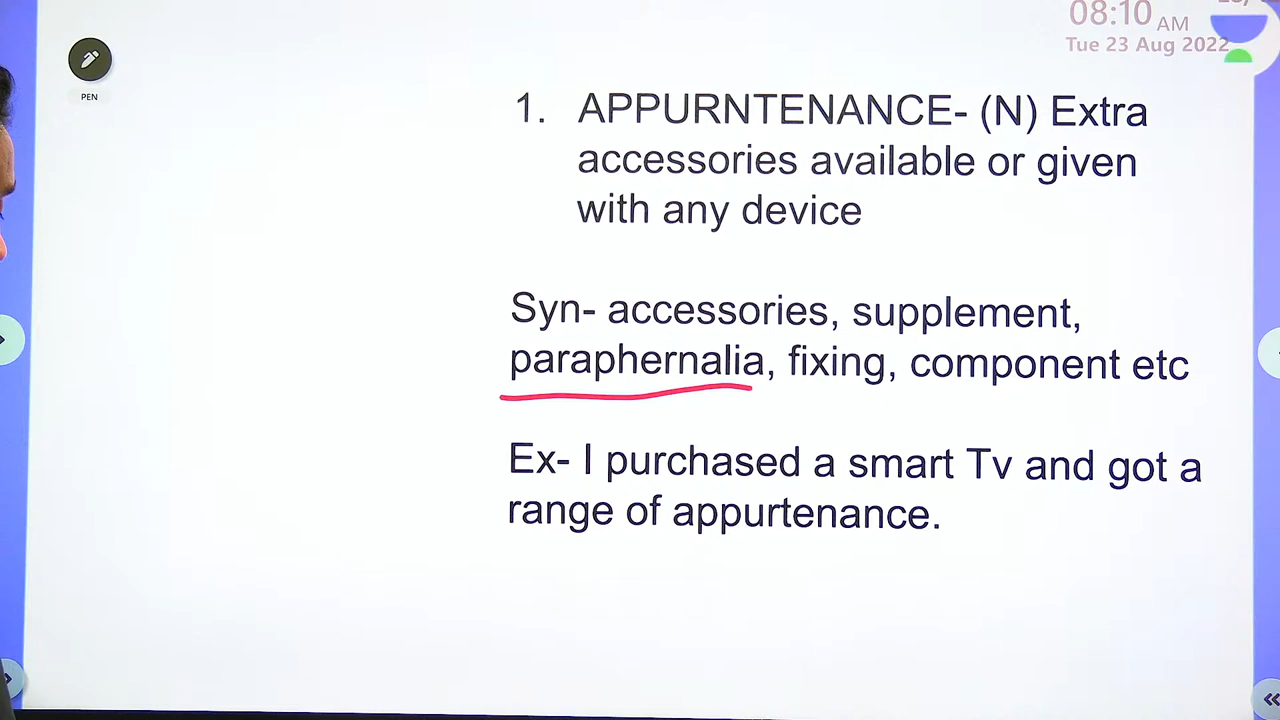 08:10 AM
Tue 23 Aug 2022
PEN
1. APPURNTENANCE- (N) Extra
accessories available or given
with any device
Syn- accessories, supplement,
paraphernalia, fixing, component etc
Ex- I purchased a smart Tv and got a
range of appurtenance.